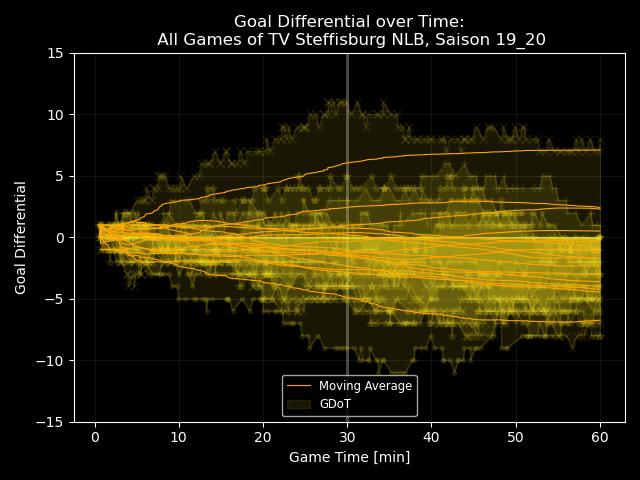 Goal Differential over Time:
All Games of TV Steffisburg NLB, Saison 19_20
15
10
5
0
−5
−10
−15
Goal Differential
Moving Average
GDoT
0
10
20
30
40
50
60
Game Time [min]